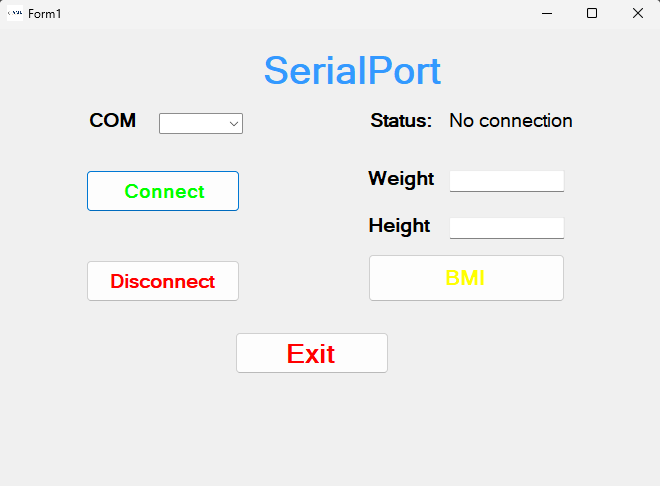 Form1
SerialPort
COM
Status: No connection
Connect
Weight
Height
Disconnect
BMI
Exit